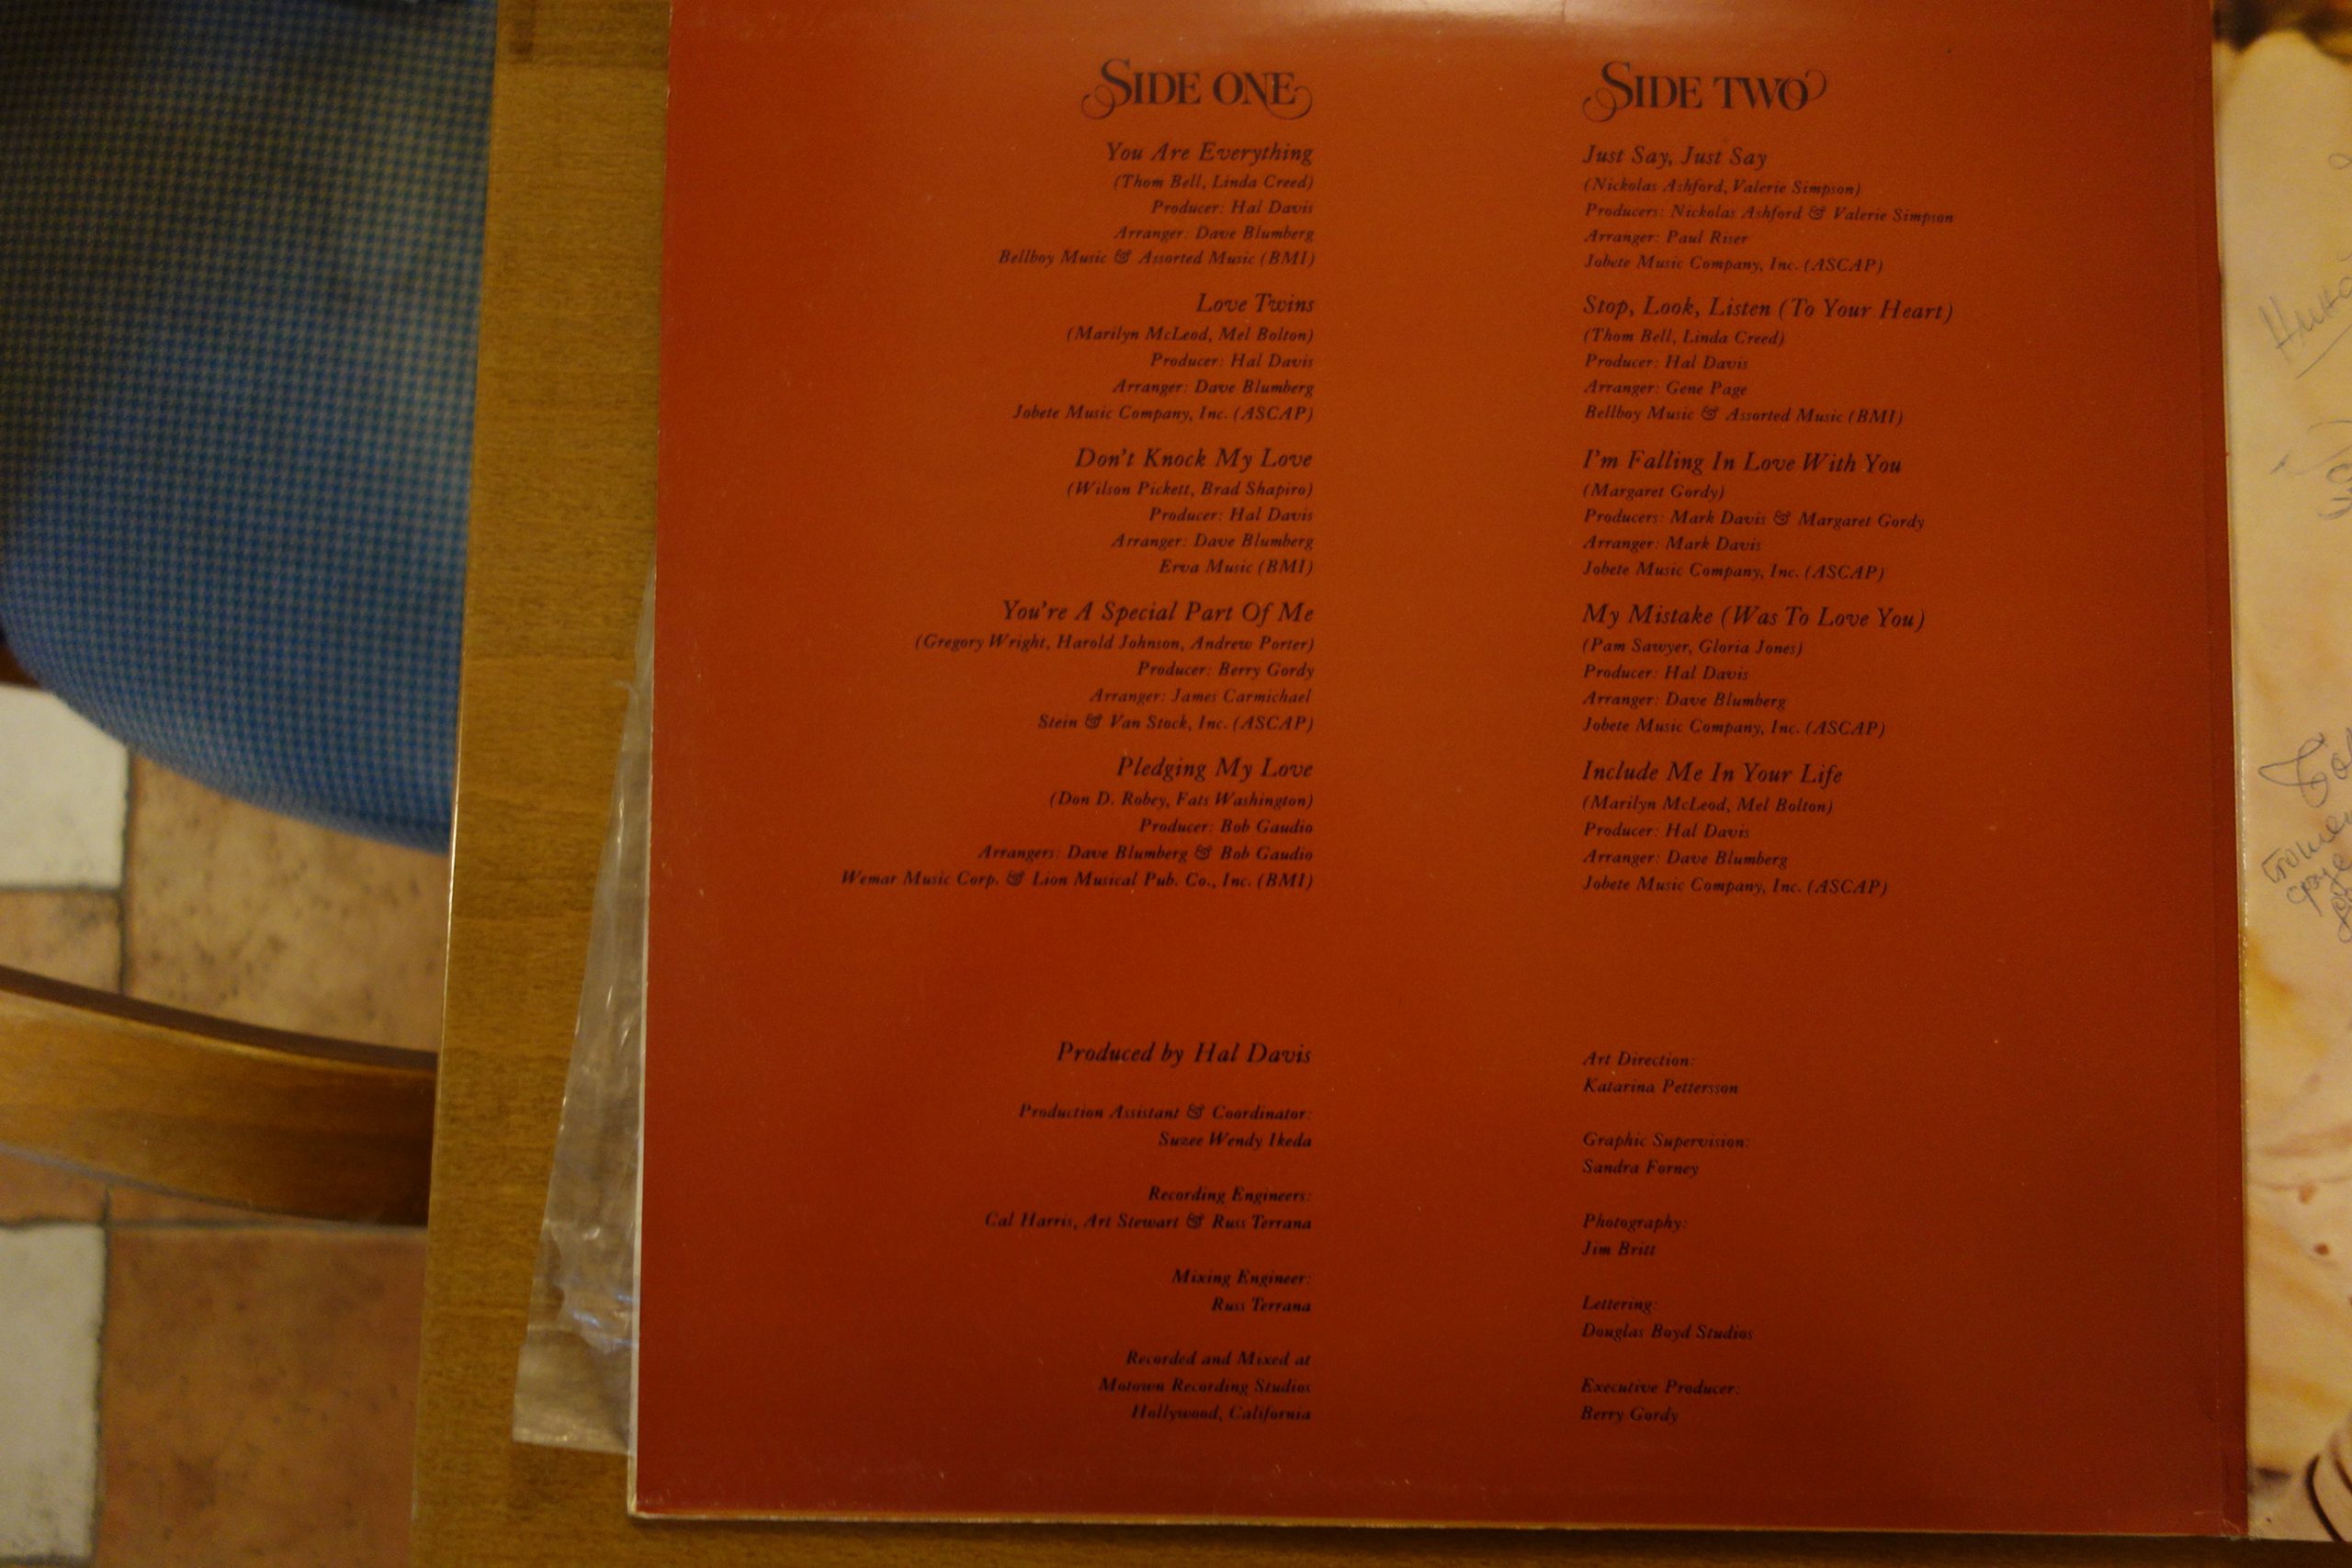 SIDE ONE
You Are Everything
(Thom Bell, Linda Creed)
Producer: Hal Davis
Arranger: Dave Blumberg
Bellboy Music & Assorted Music (BMI)
Love Twins
(Marilyn McLeod, Mel Bolton)
Producer: Hal Davis
Arranger: Dave Blumberg
Jobete Music Company, Inc. (ASCAP)
Don't Knock My Love
(Wilson Pickett, Brad Shapiro)
Producer: Hal Davis
Arranger: Dave Blumberg
Erva Music (BMI)
You're A Special Part Of Me
(Gregory Wright, Harold Johnson, Andrew Porter)
Producer: Berry Gordy
Arranger: James Carmichael
Stein & Van Stock, Inc. (ASCAP)
Pledging My Love
(Don D. Robey, Fats Washington)
Producer: Bob Gaudio
Arrangers: Dave Blumberg & Bob Gaudio
Wemar Music Corp. & Lion Musical Pub. Co., Inc. (BMI)
Produced by Hal Davis
Production Assistant & Coordinator:
Suzee Wendy Ikeda
Recording Engineers:
Cal Harris, Art Stewart & Russ Terrana
Mixing Engineer:
Russ Terrana
Recorded and Mixed at
Motown Recording Studios
Hollywood, California
SIDE TWO
Just Say, Just Say
(Nickolas Ashford, Valerie Simpson)
Producers: Nickolas Ashford & Valerie Simpson
Arranger: Paul Riser
Jobete Music Company, Inc. (ASCAP)
Stop, Look, Listen (To Your Heart)
(Thom Bell, Linda Creed)
Producer: Hal Davis
Arranger: Gene Page
Bellboy Music & Assorted Music (BMI)
I'm Falling In Love With You
(Margaret Gordy)
Producers: Mark Davis & Margaret Gordy
Arranger: Mark Davis
Jobete Music Company, Inc. (ASCAP)
My Mistake (Was To Love You)
(Pam Sawyer, Gloria Jones)
Producer: Hal Davis
Arranger: Dave Blumberg
Jobete Music Company, Inc. (ASCAP)
Include Me In Your Life
(Marilyn McLeod, Mel Bolton)
Producer: Hal Davis
Arranger: Dave Blumberg
Jobete Music Company, Inc. (ASCAP)
Art Direction:
Katarina Pettersson
Graphic Supervision:
Sandra Forney
Photography:
Jim Britt
Lettering:
Douglas Boyd Studios
Executive Producer:
Berry Gordy